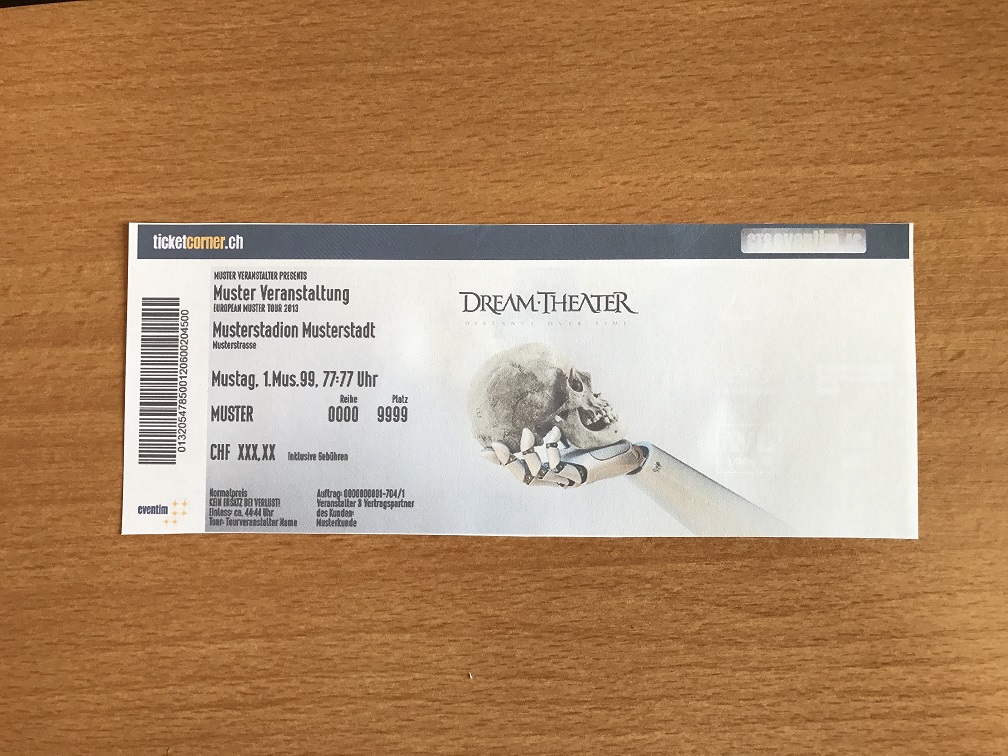 ticketcorner.ch
MUSTER VERANSTALTER PRESENTS
Muster Veranstaltung
EUROPEAN MUSTER TOUR 2013
Musterstadion Musterstadt
Musterstrasse
Mustag, 1.Mus.99, 77:77 Uhr
Reihe Platz
MUSTER 0000 9999
CHF XXX,XX Inklusive Gebühren
Normalpreis
KEIN ERSATZ BEI VERLUST!
Einlass: ca. 44:44 Uhr
Tour: Tourveranstalter Name
Auftrag: 0000000001-704/1
Veranstalter & Vertragspartner
des Kunden:
Musterkunde
013205478500120600204500
eventim
DREAM·THEATER
DISTANCE OVER TIME